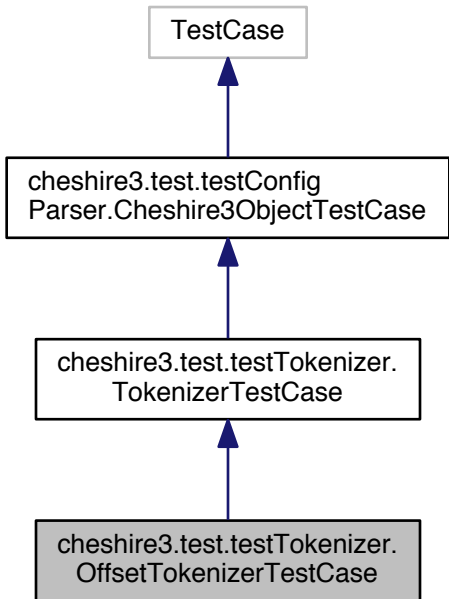 TestCase
cheshire3.test.testConfig
Parser.Cheshire3ObjectTestCase
cheshire3.test.testTokenizer.
TokenizerTestCase
cheshire3.test.testTokenizer.
OffsetTokenizerTestCase